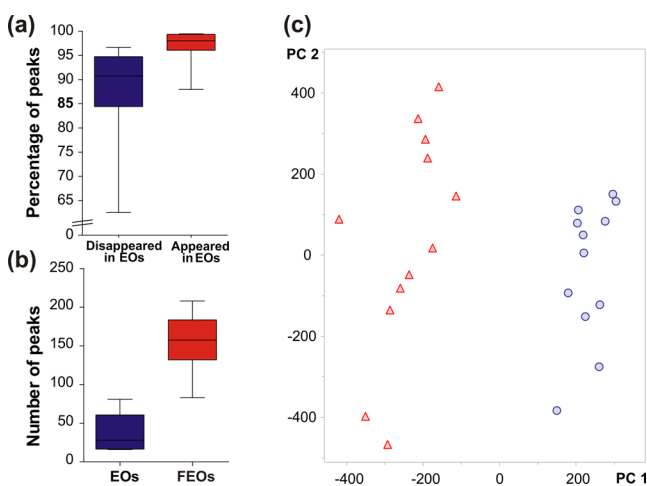 (a)
Percentage of peaks
100
95
90
85
90
75
70
65
0
Disappeared in EOs
Appeared in EOs
(b)
Number of peaks
250
200
150
100
50
0
EOs
FEOs
(c)
PC 2
400
200
0
-200
-400
-400
-200
0
200
PC 1